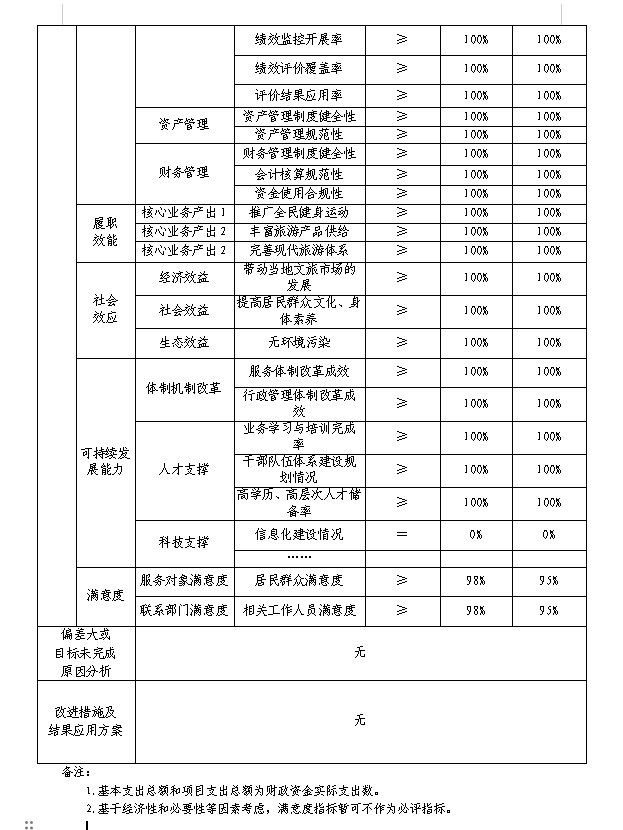 绩效监控开展率 ≥ 100% 100%
绩效评价覆盖率 ≥ 100% 100%
评价结果应用率 ≥ 100% 100%
资产管理 资产管理制度健全性 ≥ 100% 100%
资产管理规范性 ≥ 100% 100%
财务管理 财务管理制度健全性 ≥ 100% 100%
会计核算规范性 ≥ 100% 100%
资金使用合规性 ≥ 100% 100%
履职
效能
核心业务产出 1 推广全民健身运动 ≥ 100% 100%
核心业务产出 2 丰富旅游产品供给 ≥ 100% 100%
核心业务产出 2 完善现代旅游体系 ≥ 100% 100%
社会
效应
经济效益 带动当地文旅市场的
发展 ≥ 100% 100%
社会效益 提高居民群众文化、身
体素养 ≥ 100% 100%
生态效益 无环境污染 ≥ 100% 100%
可持续发
展能力
体制机制改革 服务体制改革成效 ≥ 100% 100%
行政管理体制改革成
效 ≥ 100% 100%
人才支撑 业务学习与培训完成
率 ≥ 100% 100%
干部队伍体系建设规
划情况 ≥ 100% 100%
高学历、高层次人才储
备率 ≥ 100% 100%
科技支撑 信息化建设情况 = 0% 0%
……
满意度 服务对象满意度 居民群众满意度 ≥ 98% 95%
联系部门满意度 相关工作人员满意度 ≥ 98% 95%
偏差大或
目标未完成
原因分析
无
改进措施及
结果应用方案
无
备注：
1. 基本支出总额和项目支出总额为财政资金实际支出数。
2. 基于经济性和必要性等因素考虑，满意度指标暂可不作为必评指标。